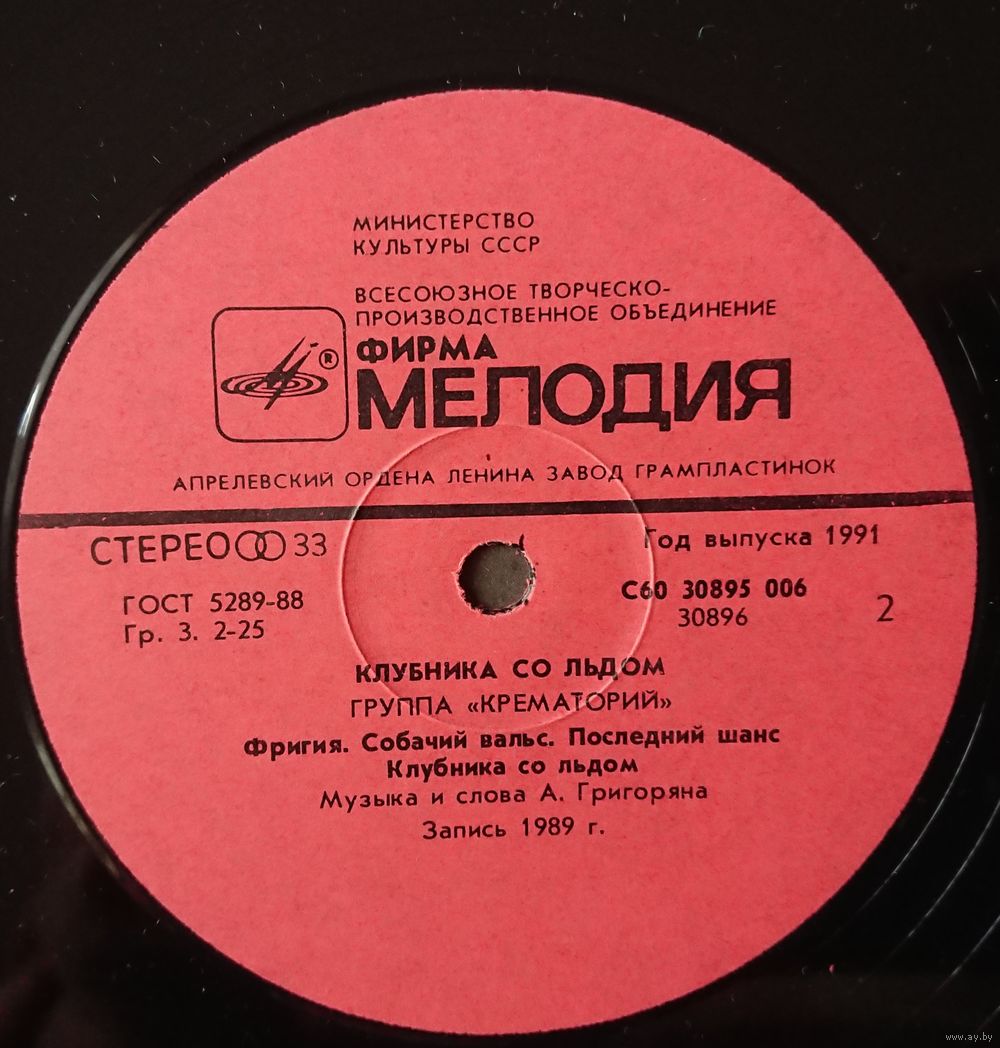 МИНИСТЕРСТВО
КУЛЬТУРЫ СССР
ВСЕСОЮЗНОЕ ТВОРЧЕСКО-
ПРОИЗВОДСТВЕННОЕ ОБЪЕДИНЕНИЕ
ФИРМА
®
МЕЛОДИЯ
АПРЕЛЕВСКИЙ ОРДЕНА ЛЕНИНА ЗАВОД ГРАМПЛАСТИНОК
СТЕРЕО 33
Год выпуска 1991
ГОСТ 5289-88
Гр. 3. 2-25
С60 30895 006
30896
2
КЛУБНИКА СО ЛЬДОМ
ГРУППА «КРЕМАТОРИЙ»
Фригия. Собачий вальс. Последний шанс
Клубника со льдом
Музыка и слова А. Григоряна
Запись 1989 г.
www.ay.by